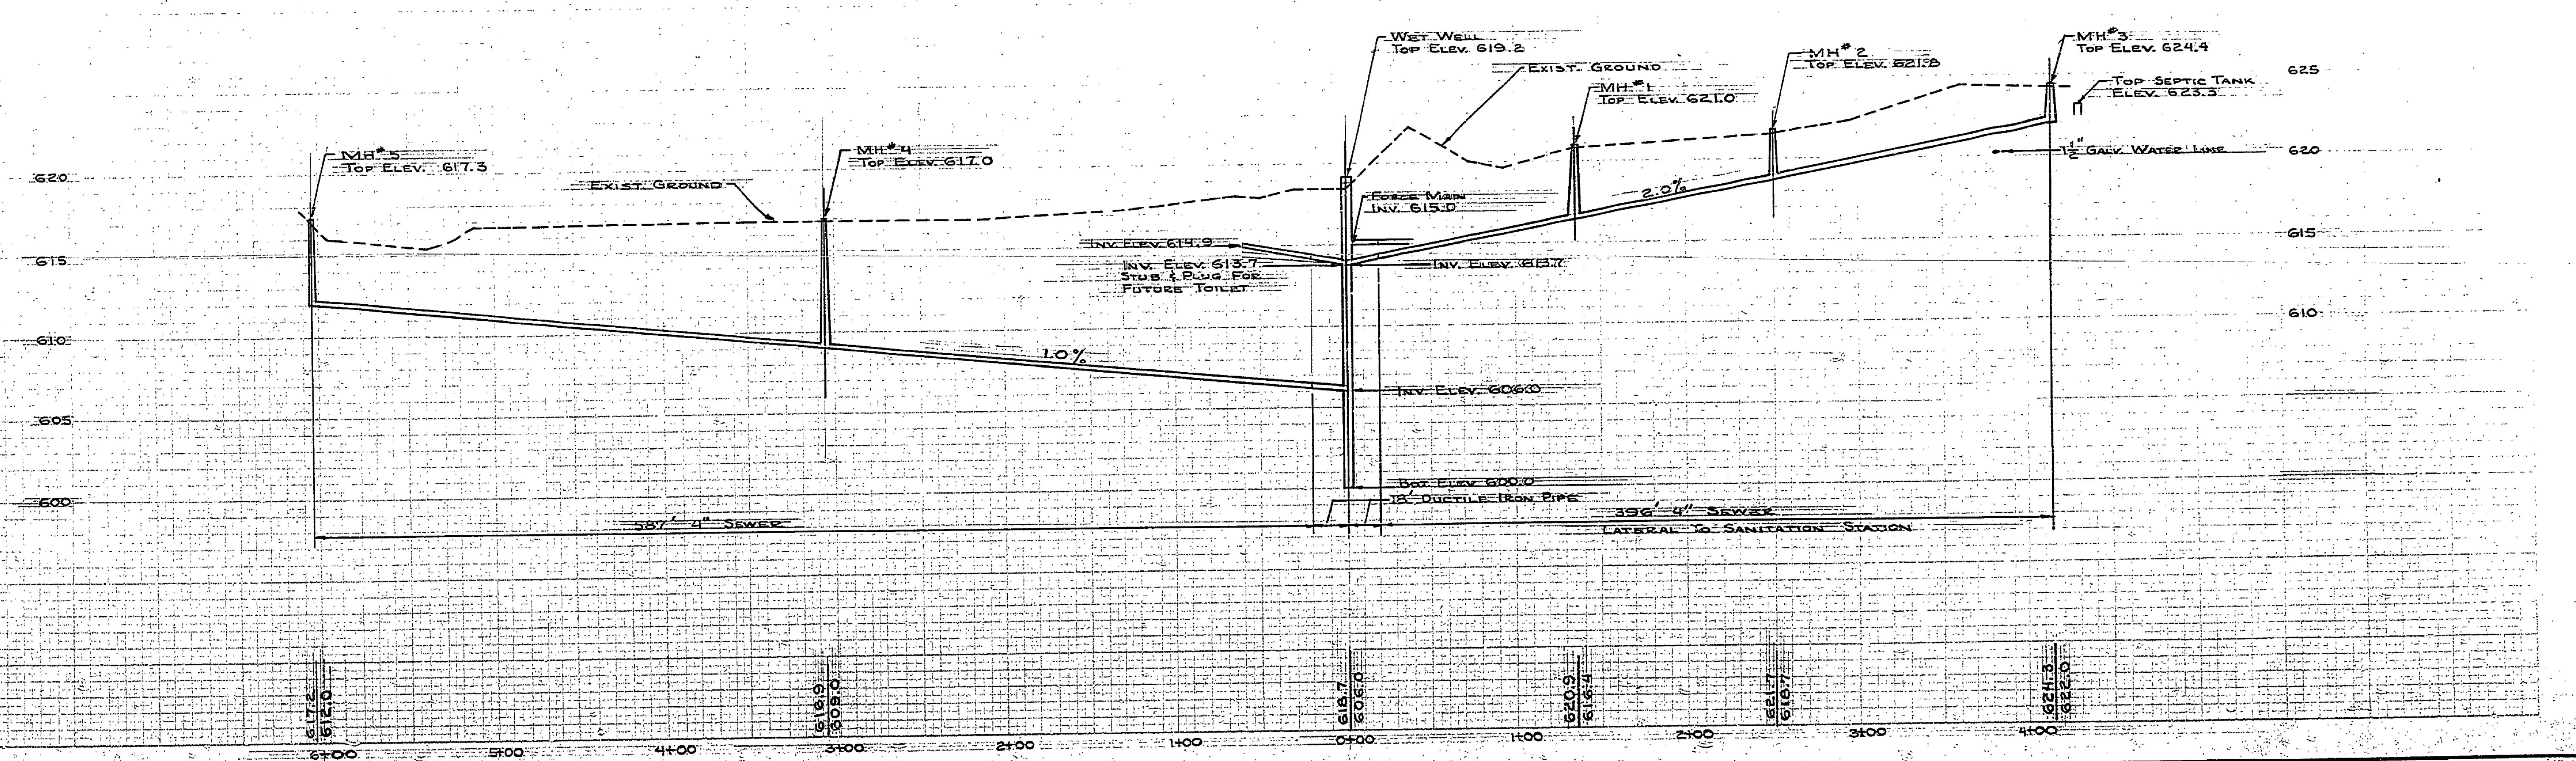 WET WELL
TOP ELEV. 619.2
EXIST. GROUND
MH#1
TOP ELEV. 621.0
MH#2
TOP ELEV. 621.8
MH#3
TOP ELEV. 624.4
TOP SEPTIC TANK
ELEV. 623.3
625
MH#5
TOP ELEV. 617.3
MH#4
TOP ELEV. 617.0
620
EXIST. GROUND
1½" GALV. WATER LINE
620
2.0%
FORCE MAIN
INV. 615.0
INV. ELEV. 614.9
615
615
INV. ELEV. 613.7
STUB & PLUG FOR
FUTURE TOILET
INV. ELEV. 613.7
610
610
1.0%
INV. ELEV. 606.0
605
BOT. ELEV. 600.0
18' DUCTILE IRON PIPE
600
587' 4" SEWER
396' 4" SEWER
LATERAL TO SANITATION STATION
617.2
612.0
616.9
609.0
618.7
606.0
620.9
616.4
621.7
618.7
624.3
622.0
6+00
5+00
4+00
3+00
2+00
1+00
0+00
1+00
2+00
3+00
4+00